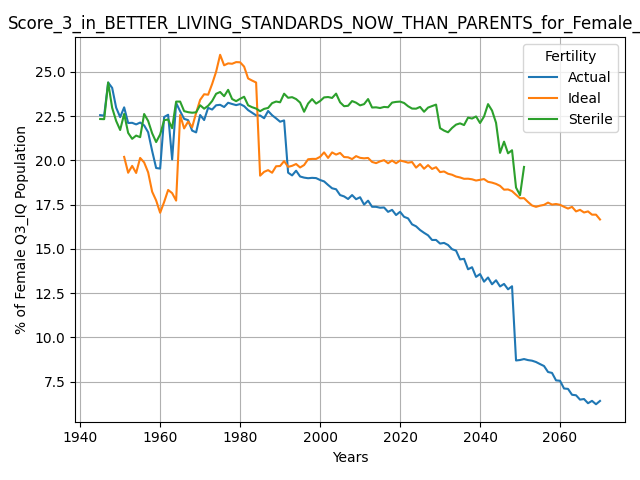 Score_3_in_BETTER_LIVING_STANDARDS_NOW_THAN_PARENTS_for_Female_
Fertility
Actual
Ideal
Sterile
% of Female Q3_IQ Population
25.0
22.5
20.0
17.5
15.0
12.5
10.0
7.5
1940
1960
1980
2000
2020
2040
2060
Years